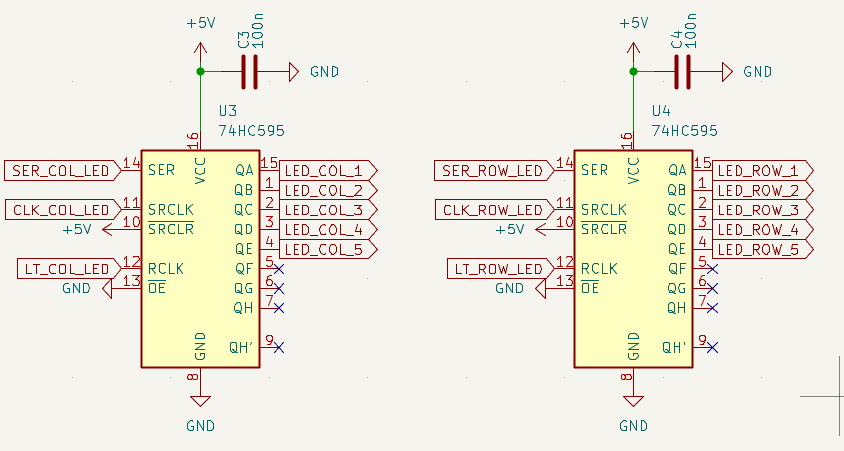 +5V
C3
100n
GND
U3
74HC595
16
VCC
SER_COL_LED 14 SER QA 15 LED_COL_1
QB 1 LED_COL_2
CLK_COL_LED 11 SRCLK QC 2 LED_COL_3
+5V 10 SRCLR QD 3 LED_COL_4
QE 4 LED_COL_5
LT_COL_LED 12 RCLK QF 5
GND 13 OE QG 6
QH 7
QH' 9
GND
8
GND
+5V
C4
100n
GND
U4
74HC595
16
VCC
SER_ROW_LED 14 SER QA 15 LED_ROW_1
QB 1 LED_ROW_2
CLK_ROW_LED 11 SRCLK QC 2 LED_ROW_3
+5V 10 SRCLR QD 3 LED_ROW_4
QE 4 LED_ROW_5
LT_ROW_LED 12 RCLK QF 5
GND 13 OE QG 6
QH 7
QH' 9
GND
8
GND